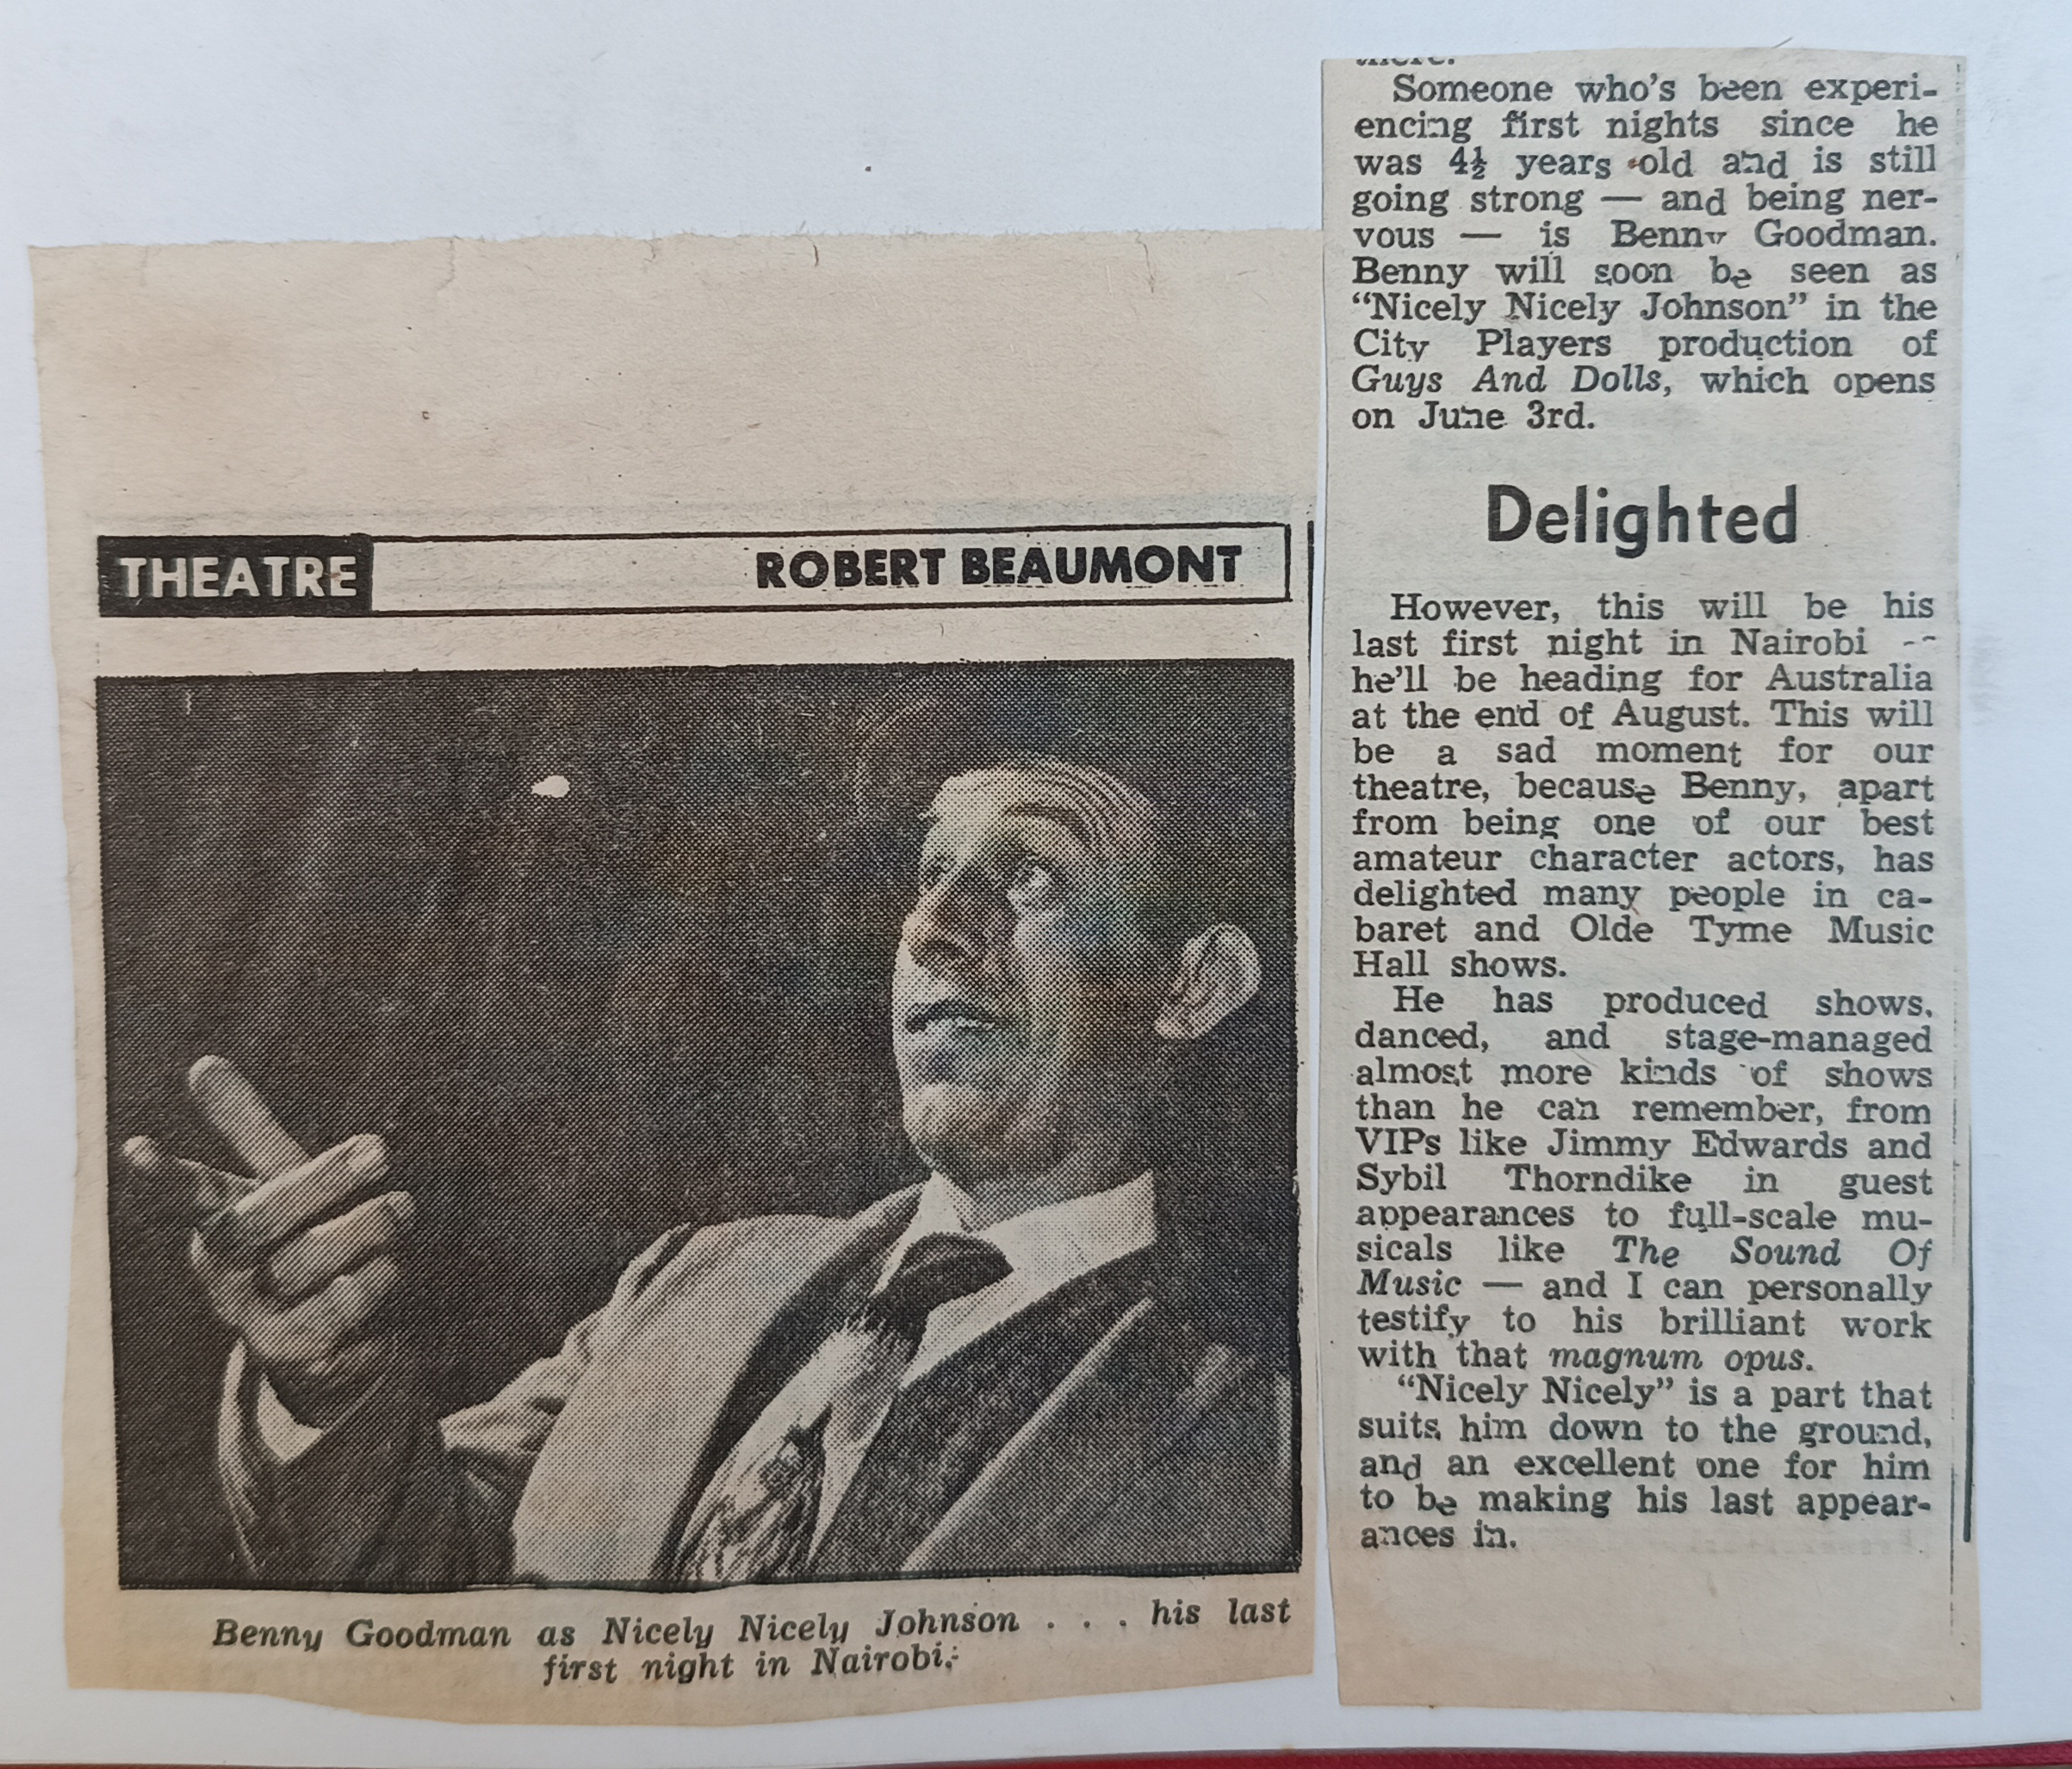 THEATRE ROBERT BEAUMONT
Benny Goodman as Nicely Nicely Johnson . . . his last
first night in Nairobi.
there.
Someone who's been experi-
encing first nights since he
was 4½ years old and is still
going strong — and being ner-
vous — is Benny Goodman.
Benny will soon be seen as
“Nicely Nicely Johnson” in the
City Players production of
Guys And Dolls, which opens
on June 3rd.
Delighted
However, this will be his
last first night in Nairobi --
he'll be heading for Australia
at the end of August. This will
be a sad moment for our
theatre, because Benny, apart
from being one of our best
amateur character actors, has
delighted many people in ca-
baret and Olde Tyme Music
Hall shows.
He has produced shows,
danced, and stage-managed
almost more kinds of shows
than he can remember, from
VIPs like Jimmy Edwards and
Sybil Thorndike in guest
appearances to full-scale mu-
sicals like The Sound Of
Music — and I can personally
testify to his brilliant work
with that magnum opus.
“Nicely Nicely” is a part that
suits him down to the ground,
and an excellent one for him
to be making his last appear-
ances in.